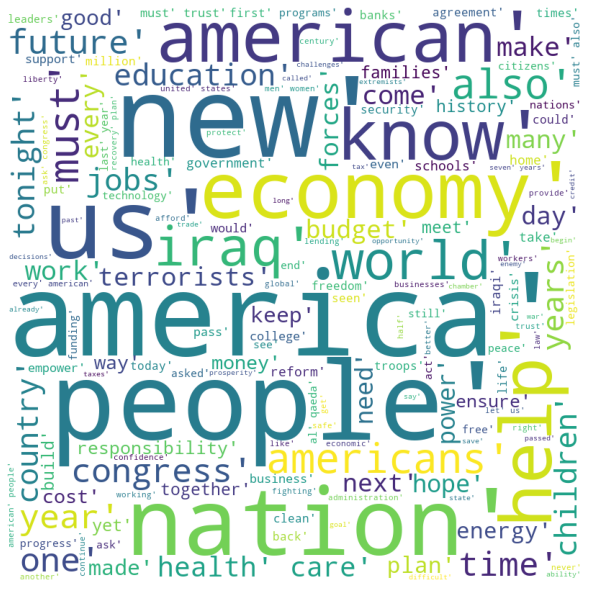 leaders' good' must' trust' first' programs' banks' agreement' times'
american' make'
future' support' million' century' citizens' must' also'
liberty' education' called' challenges' extremists' families' come' also'
united' states' men' women' nations'
must' every' last' year' recovery' plan' new' know' forces' history' could' security' many'
tonight' ask' congress' protect' tax' even' schools' home'
health' government' seven' years' provide' credit'
put' jobs' technology' economy' day'
past' us' long' afford' trade' budget' meet' take' begin'
decisions' would' iraq' lending' opportunity' world' workers' enemy'
work' terrorists' end' freedom' seen' iraqi' crisis' years' legislation'
every' american' global' businesses' chamber'
already' america' still' war' trust'
funding' keep' pass' college' half' act' better' peace' law'
empower' way' today' see' money' troops' life'
taxes' asked' prosperity' reform' need' say' let' us'
country' build' people' al' qaeda' safe' get' power' ensure' free' right' passed' help'
responsibility' like' economic' save'
confidence' congress' business' americans' children'
american' people' cost' together' fighting' administration' next' hope' state'
year' working' nation' clean' energy'
yet' back'
progress' ask' goal' time'
one' continue' made' health' care' plan' never'
another' difficult' ability'